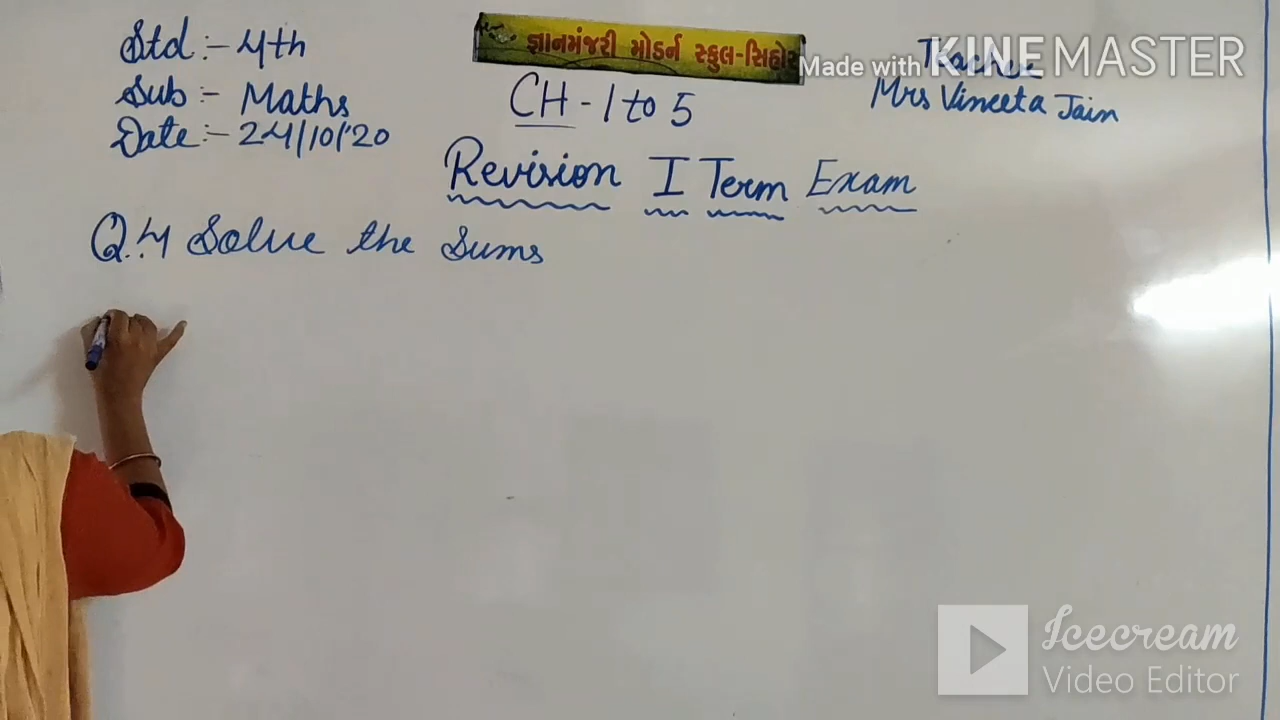 Std :- 4th
Sub :- Maths
Date :- 24/10/'20
જ્ઞાનમંજરી મોડર્ન સ્કુલ-સિહોર
CH - 1 to 5
Teacher
Mrs Vineeta Jain
Made with KINEMASTER
Revision I Term Exam
Q.:4 Solve the Sums
Icecream
Video Editor